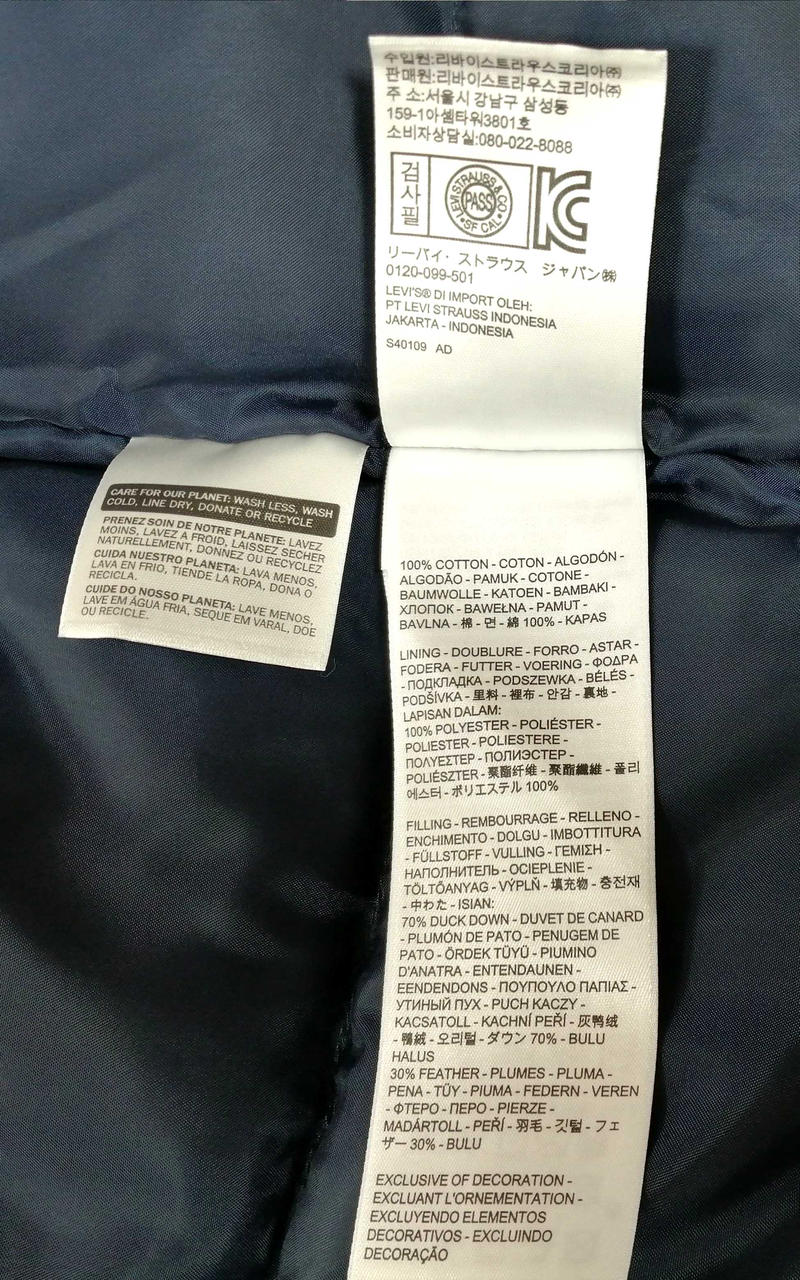 수입원:리바이스트라우스코리아㈜
판매원:리바이스트라우스코리아㈜
주 소:서울시 강남구 삼성동
159-1아셈타워3801호
소비자상담실:080-022-8088
검사필
LEVI STRAUSS & CO
PASS
SF CAL
KC
リーバイ・ストラウス ジャパン㈱
0120-099-501
LEVI'S® DI IMPORT OLEH:
PT LEVI STRAUSS INDONESIA
JAKARTA - INDONESIA
S40109 AD
CARE FOR OUR PLANET: WASH LESS, WASH
COLD, LINE DRY, DONATE OR RECYCLE
PRENEZ SOIN DE NOTRE PLANETE: LAVEZ
MOINS, LAVEZ A FROID, LAISSEZ SECHER
NATURELLEMENT, DONNEZ OU RECYCLEZ
CUIDA NUESTRO PLANETA: LAVA MENOS,
LAVA EN FRIO, TIENDE LA ROPA, DONA O
RECICLA.
CUIDE DO NOSSO PLANETA: LAVE MENOS,
LAVE EM ÁGUA FRIA, SEQUE EM VARAL, DOE
OU RECICLE.
100% COTTON - COTON - ALGODÓN -
ALGODÃO - PAMUK - COTONE -
BAUMWOLLE - KATOEN - BAMBAKI -
ХЛОПОК - BAWEŁNA - PAMUT -
BAVLNA - 棉 - 면 - 綿 100% - KAPAS
LINING - DOUBLURE - FORRO - ASTAR -
FODERA - FUTTER - VOERING - ΦΟΔΡΑ
- ПОДКЛАДКА - PODSZEWKA - BÉLÉS -
PODŠÍVKA - 里料 - 裡布 - 안감 - 裏地 -
LAPISAN DALAM:
100% POLYESTER - POLIÉSTER -
POLIESTER - POLIESTERE -
ΠΟΛΥΕΣΤΕΡ - ПОЛИЭСТЕР -
POLIÉSZTER - 聚酯纤维 - 聚酯纖維 - 폴리
에스터 - ポリエステル 100%
FILLING - REMBOURRAGE - RELLENO -
ENCHIMENTO - DOLGU - IMBOTTITURA
- FÜLLSTOFF - VULLING - ΓΕΜΙΣΗ -
НАПОЛНИТЕЛЬ - OCIEPLENIE -
TÖLTŐANYAG - VÝPLŇ - 填充物 - 충전재
- 中わた - ISIAN:
70% DUCK DOWN - DUVET DE CANARD
- PLUMÓN DE PATO - PENUGEM DE
PATO - ÖRDEK TÜYÜ - PIUMINO
D'ANATRA - ENTENDAUNEN -
EENDENDONS - ΠΟΥΠΟΥΛΟ ΠΑΠΙΑΣ -
УТИНЫЙ ПУХ - PUCH KACZY -
KACSATOLL - KACHNÍ PEŘÍ - 灰鸭绒
- 鴨絨 - 오리털 - ダウン 70% - BULU
HALUS
30% FEATHER - PLUMES - PLUMA -
PENA - TÜY - PIUMA - FEDERN - VEREN
- ΦΤΕΡΟ - ПЕРО - PIERZE -
MADÁRTOLL - PEŘÍ - 羽毛 - 깃털 - フェ
ザー 30% - BULU
EXCLUSIVE OF DECORATION -
EXCLUANT L'ORNEMENTATION -
EXCLUYENDO ELEMENTOS
DECORATIVOS - EXCLUINDO
DECORAÇÃO